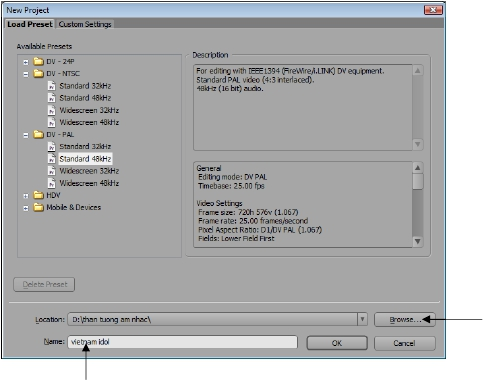 New Project
Load Preset Custom Settings
Available Presets
DV - 24P
DV - NTSC
Standard 32kHz
Standard 48kHz
Widescreen 32kHz
Widescreen 48kHz
DV - PAL
Standard 32kHz
Standard 48kHz
Widescreen 32kHz
Widescreen 48kHz
HDV
Mobile & Devices
Delete Preset
Description
For editing with IEEE1394 (FireWire/i.LINK) DV equipment.
Standard PAL video (4:3 interlaced).
48kHz (16 bit) audio.
General
Editing mode: DV PAL
Timebase: 25.00 fps
Video Settings
Frame size: 720h 576v (1.067)
Frame rate: 25.00 frames/second
Pixel Aspect Ratio: D1/DV PAL (1.067)
Fields: Lower Field First
Location: D:\than tuong am nhac\ Browse...
Name: vietnam idol OK Cancel